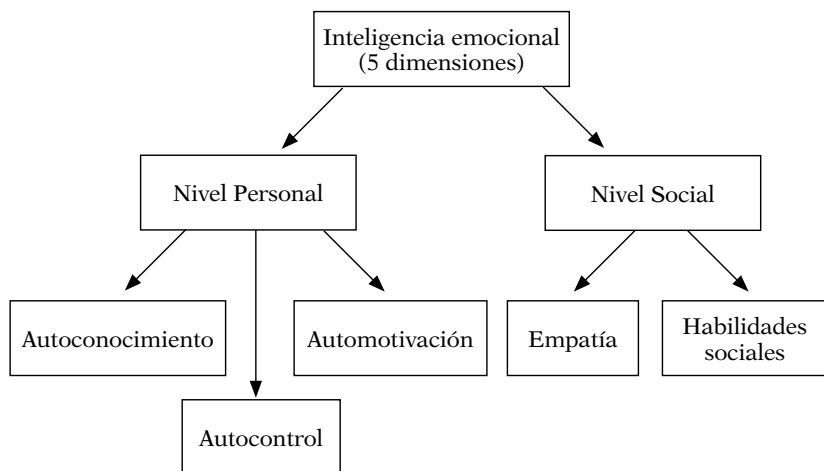 Inteligencia emocional
(5 dimensiones)
Nivel Personal
Nivel Social
Autoconocimiento
Automotivación
Empatía
Habilidades
sociales
Autocontrol